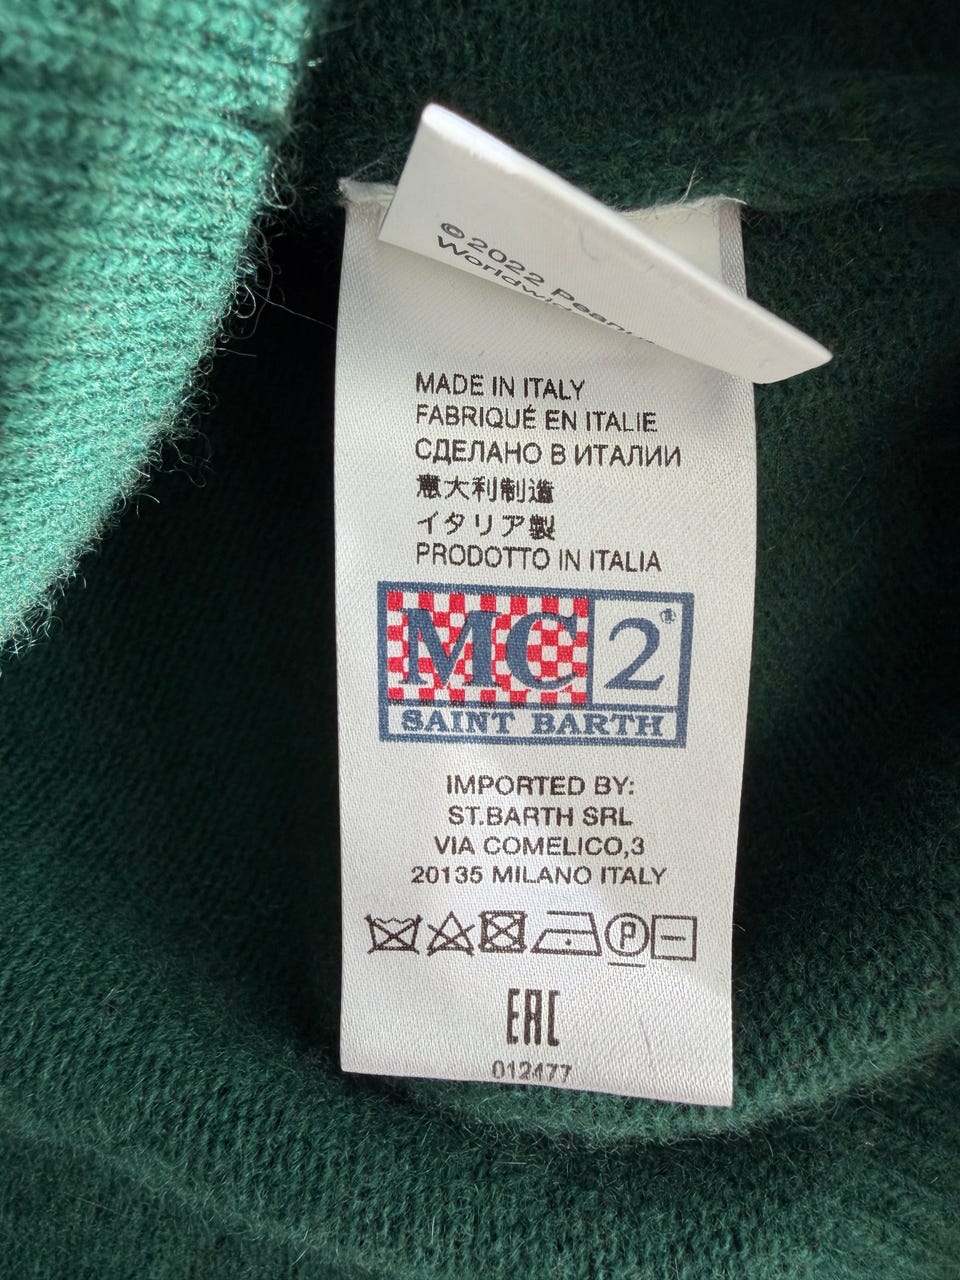 ©2022 Peanu
Worldwi
MADE IN ITALY
FABRIQUÉ EN ITALIE
СДЕЛАНО В ИТАЛИИ
意大利制造
イタリア製
PRODOTTO IN ITALIA
MC2®
SAINT BARTH
IMPORTED BY:
ST.BARTH SRL
VIA COMELICO,3
20135 MILANO ITALY
P
EAC
012477